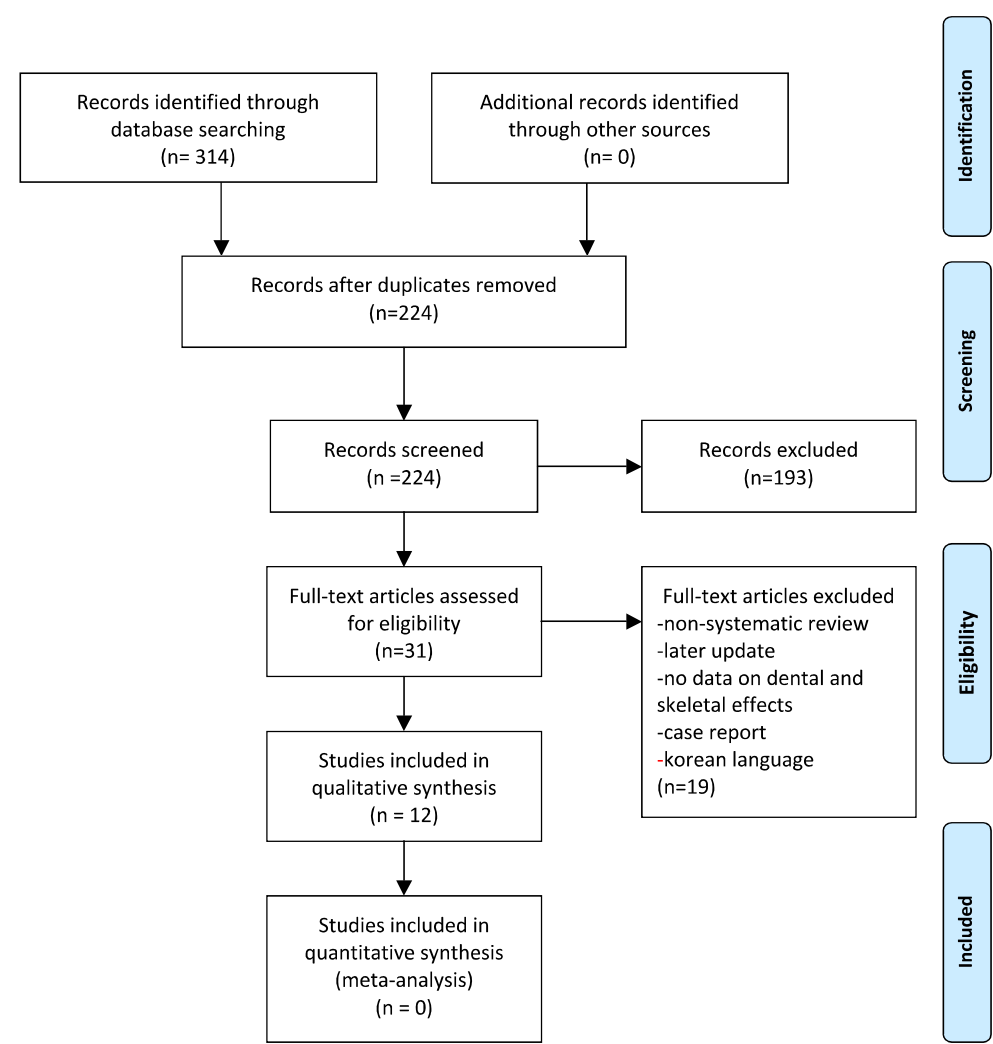 Records identified through
database searching
(n= 314)
Additional records identified
through other sources
(n= 0)
Identification
Records after duplicates removed
(n=224)
Screening
Records screened
(n =224)
Records excluded
(n=193)
Full-text articles assessed
for eligibility
(n=31)
Full-text articles excluded
-non-systematic review
-later update
-no data on dental and
skeletal effects
-case report
-korean language
(n=19)
Eligibility
Studies included in
qualitative synthesis
(n = 12)
Studies included in
quantitative synthesis
(meta-analysis)
(n = 0)
Included